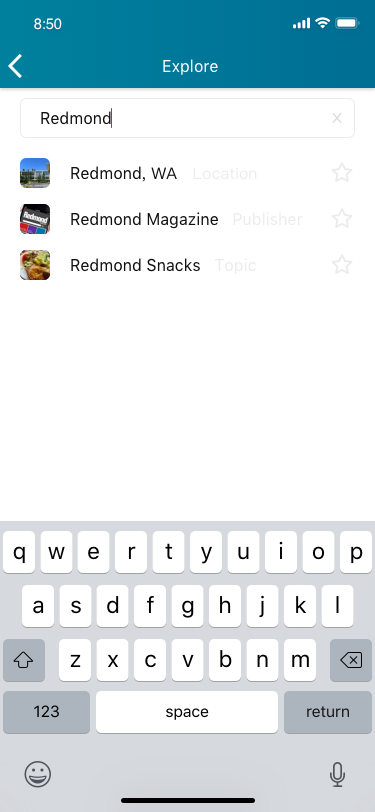 8:50
Explore
Redmond
Redmond, WA Location
Redmond Magazine Publisher
Redmond Snacks Topic
q w e r t y u i o p
a s d f g h j k l
z x c v b n m
123 space return